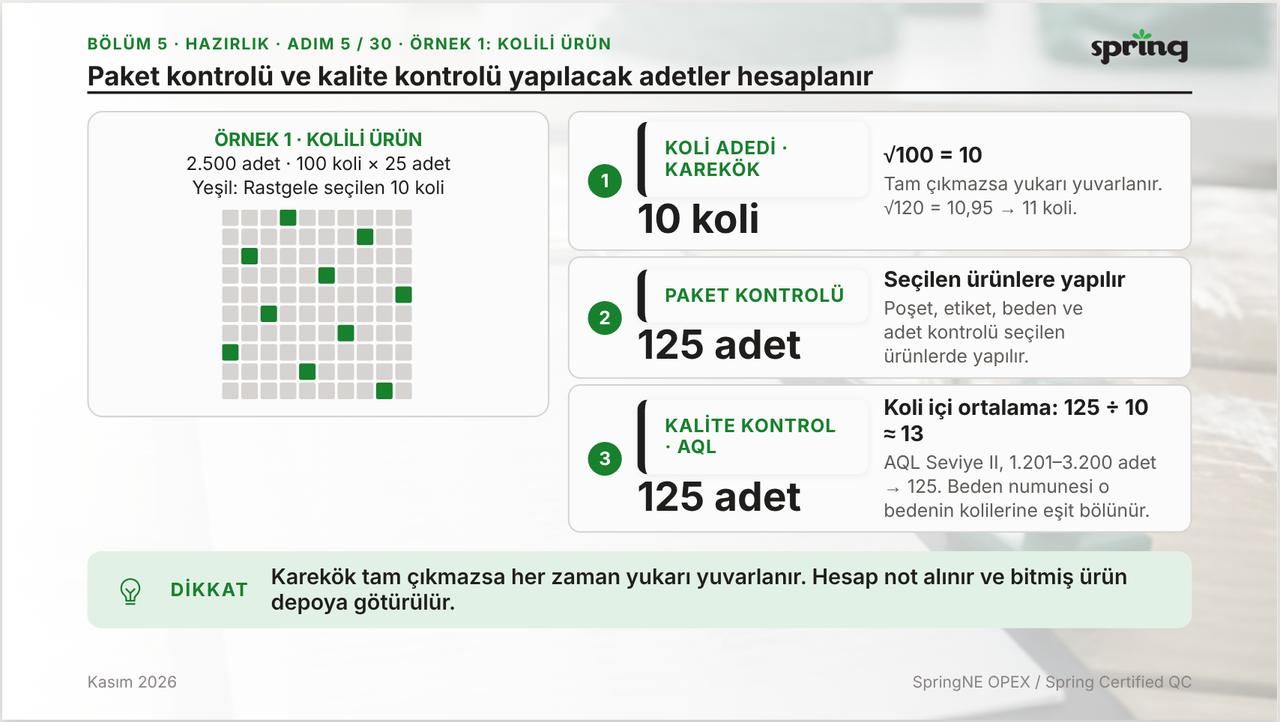 BÖLÜM 5 · HAZIRLIK · ADIM 5 / 30 · ÖRNEK 1: KOLİLİ ÜRÜN
spring
Paket kontrolü ve kalite kontrolü yapılacak adetler hesaplanır
ÖRNEK 1 · KOLİLİ ÜRÜN
2.500 adet · 100 koli × 25 adet
Yeşil: Rastgele seçilen 10 koli
1
KOLİ ADEDİ ·
KAREKÖK
10 koli
√100 = 10
Tam çıkmazsa yukarı yuvarlanır.
√120 = 10,95 → 11 koli.
2
PAKET KONTROLÜ
125 adet
Seçilen ürünlere yapılır
Poşet, etiket, beden ve
adet kontrolü seçilen
ürünlerde yapılır.
3
KALİTE KONTROL
· AQL
125 adet
Koli içi ortalama: 125 ÷ 10
≈ 13
AQL Seviye II, 1.201–3.200 adet
→ 125. Beden numunesi o
bedenin kolilerine eşit bölünür.
DİKKAT
Karekök tam çıkmazsa her zaman yukarı yuvarlanır. Hesap not alınır ve bitmiş ürün
depoya götürülür.
Kasım 2026
SpringNE OPEX / Spring Certified QC